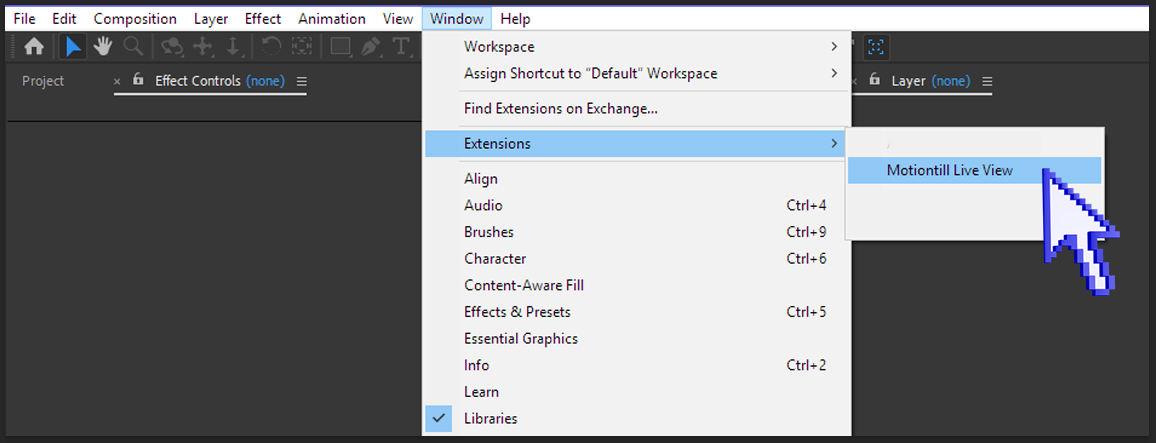 File Edit Composition Layer Effect Animation View Window Help
Project × Effect Controls (none) × Layer (none)
Workspace
Assign Shortcut to “Default” Workspace
Find Extensions on Exchange...
Extensions
Motiontill Live View
Align
Audio Ctrl+4
Brushes Ctrl+9
Character Ctrl+6
Content-Aware Fill
Effects & Presets Ctrl+5
Essential Graphics
Info Ctrl+2
Learn
Libraries